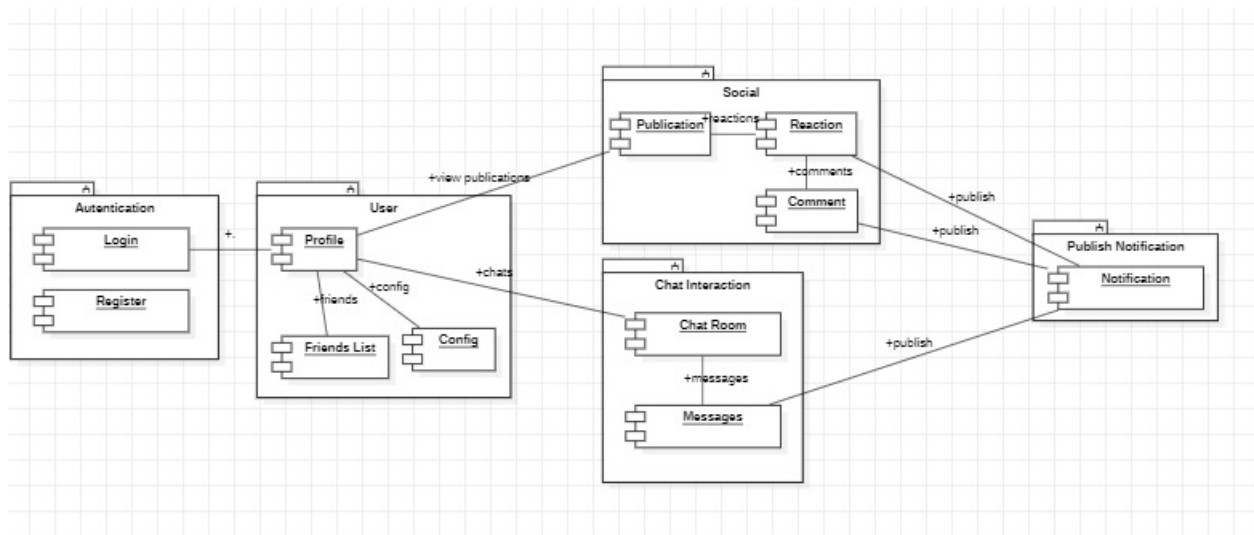 Social
Publication
+reactions
Reaction
+comments
Comment
+view publications
+publish
+publish
Autentication
Login
Register
+.
User
Profile
+friends
+config
Friends List
Config
+chats
Chat Interaction
Chat Room
+messages
Messages
+publish
Publish Notification
Notification